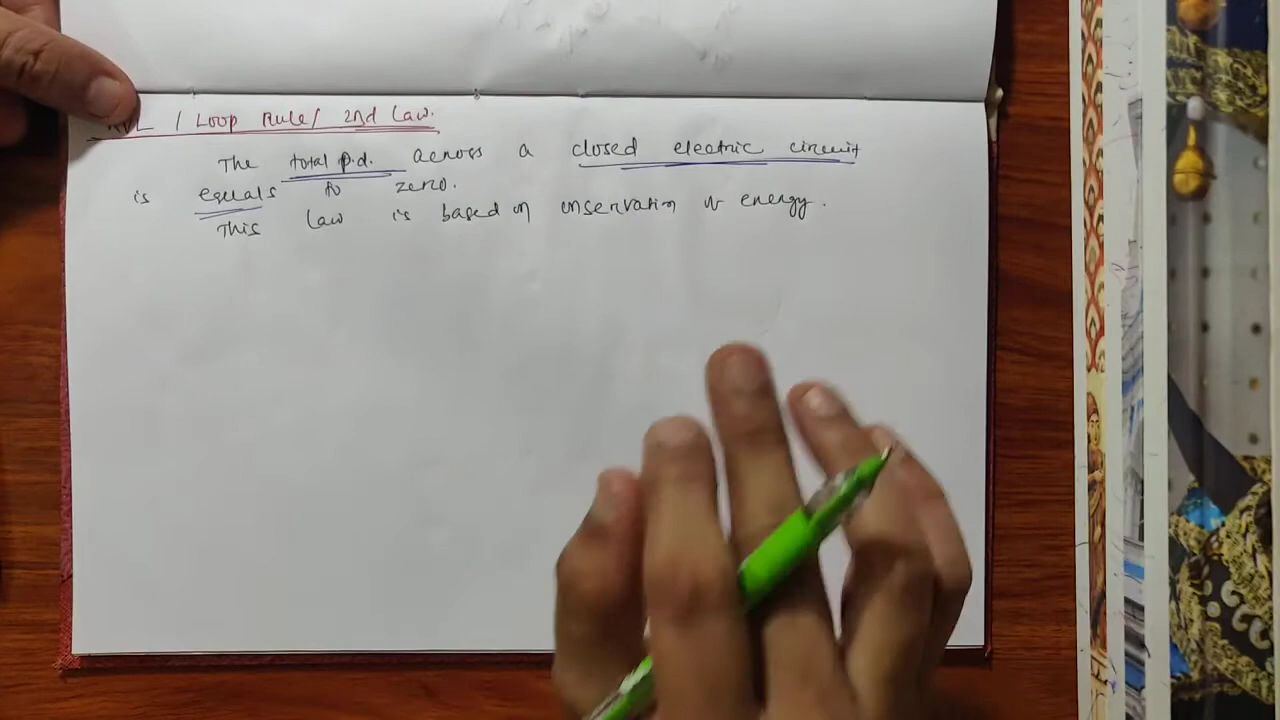 KVL / Loop Rule / 2nd Law.
The total p.d. across a closed electric circuit
is equals to zero.
This law is based on conservation of energy.